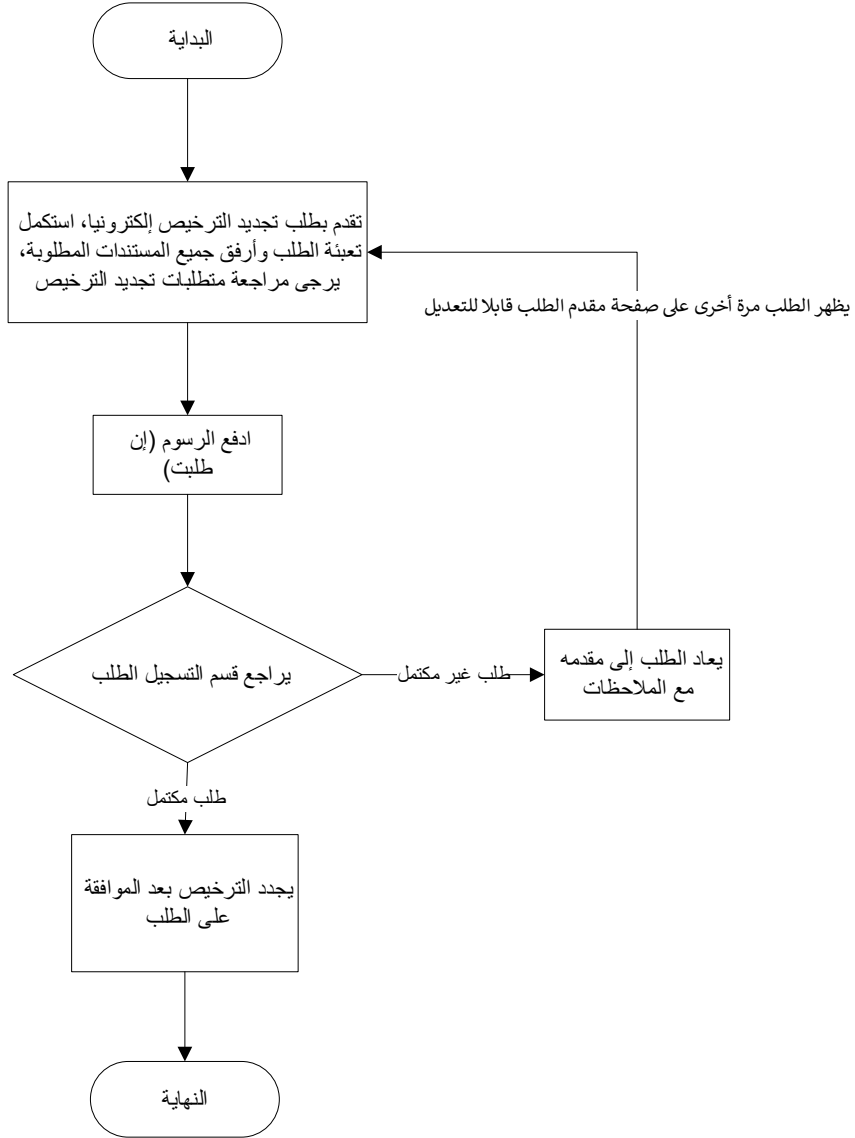 البداية
تقدم بطلب تجديد الترخيص إلكترونيا، استكمل
تعبئة الطلب وأرفق جميع المستندات المطلوبة،
يرجى مراجعة متطلبات تجديد الترخيص
يظهر الطلب مرة أخرى على صفحة مقدم الطلب قابلا للتعديل
ادفع الرسوم (إن
طلبت)
يراجع قسم التسجيل الطلب
طلب غير مكتمل
يعاد الطلب إلى مقدمه
مع الملاحظات
طلب مكتمل
يجدد الترخيص بعد الموافقة
على الطلب
النهاية